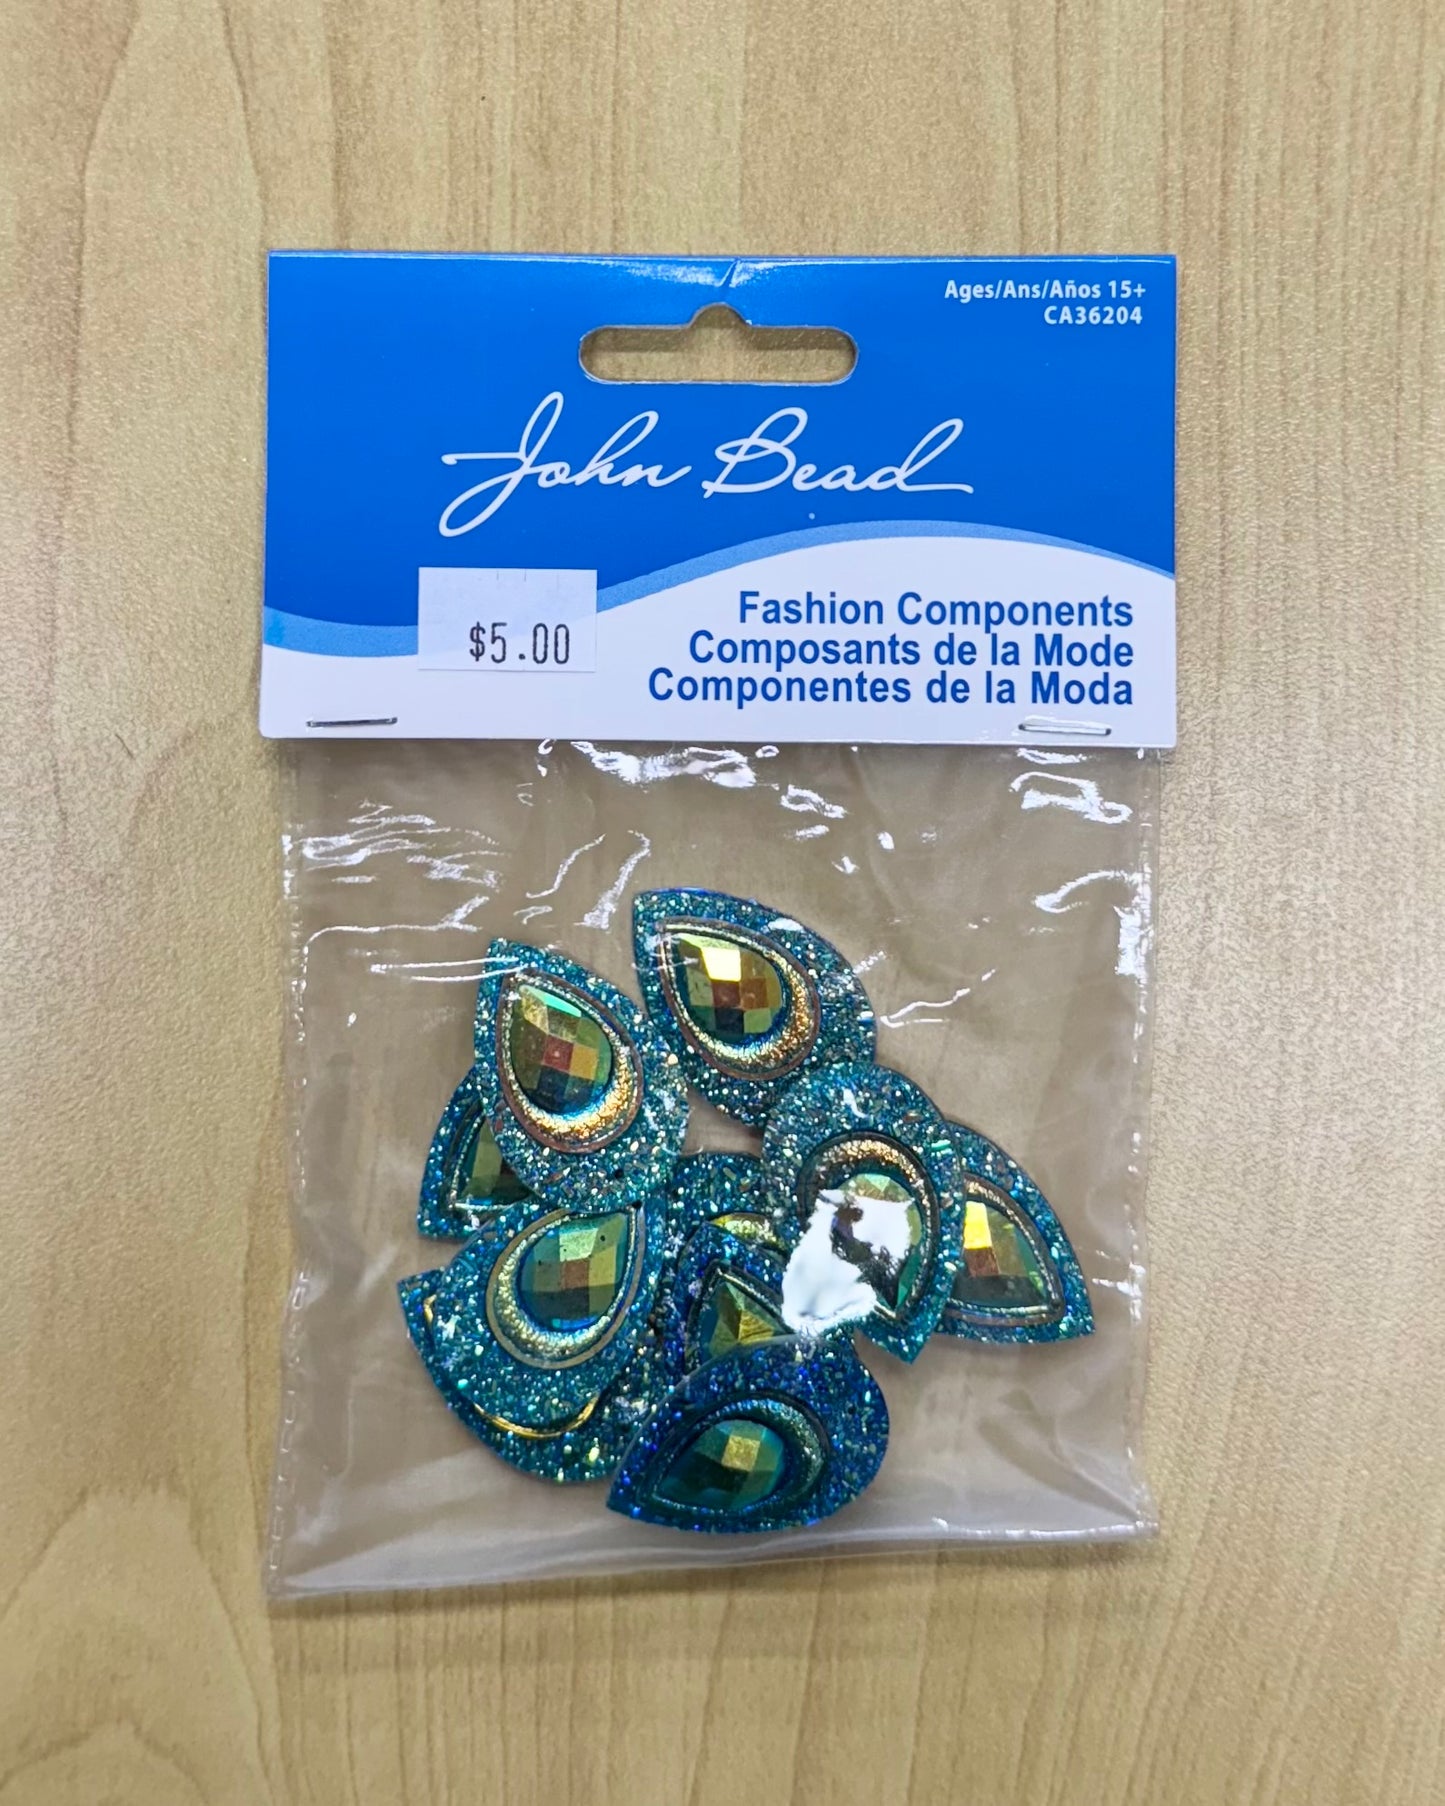 Ages/Ans/Años 15+
CA36204
John Bead
$5.00
Fashion Components
Composants de la Mode
Componentes de la Moda